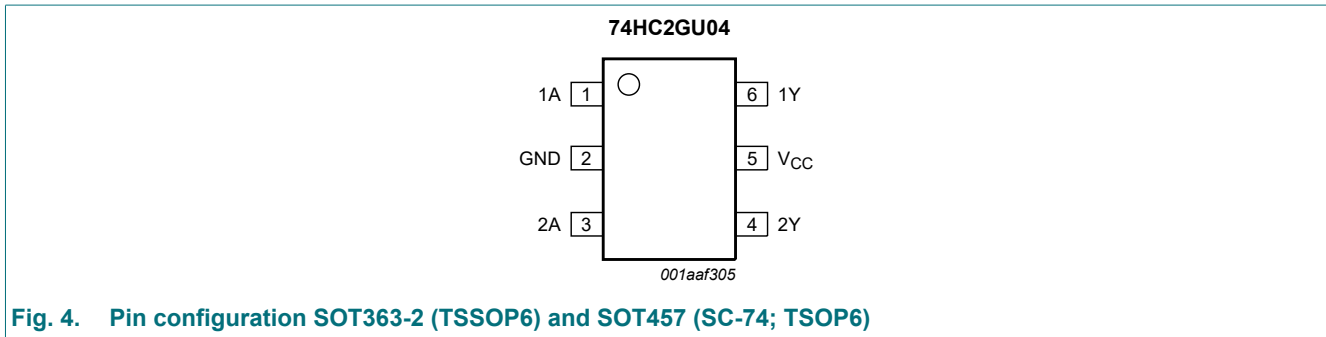 74HC2GU04
1A 1 6 1Y
GND 2 5 VCC
2A 3 4 2Y
001aaf305
Fig. 4. Pin configuration SOT363-2 (TSSOP6) and SOT457 (SC-74; TSOP6)